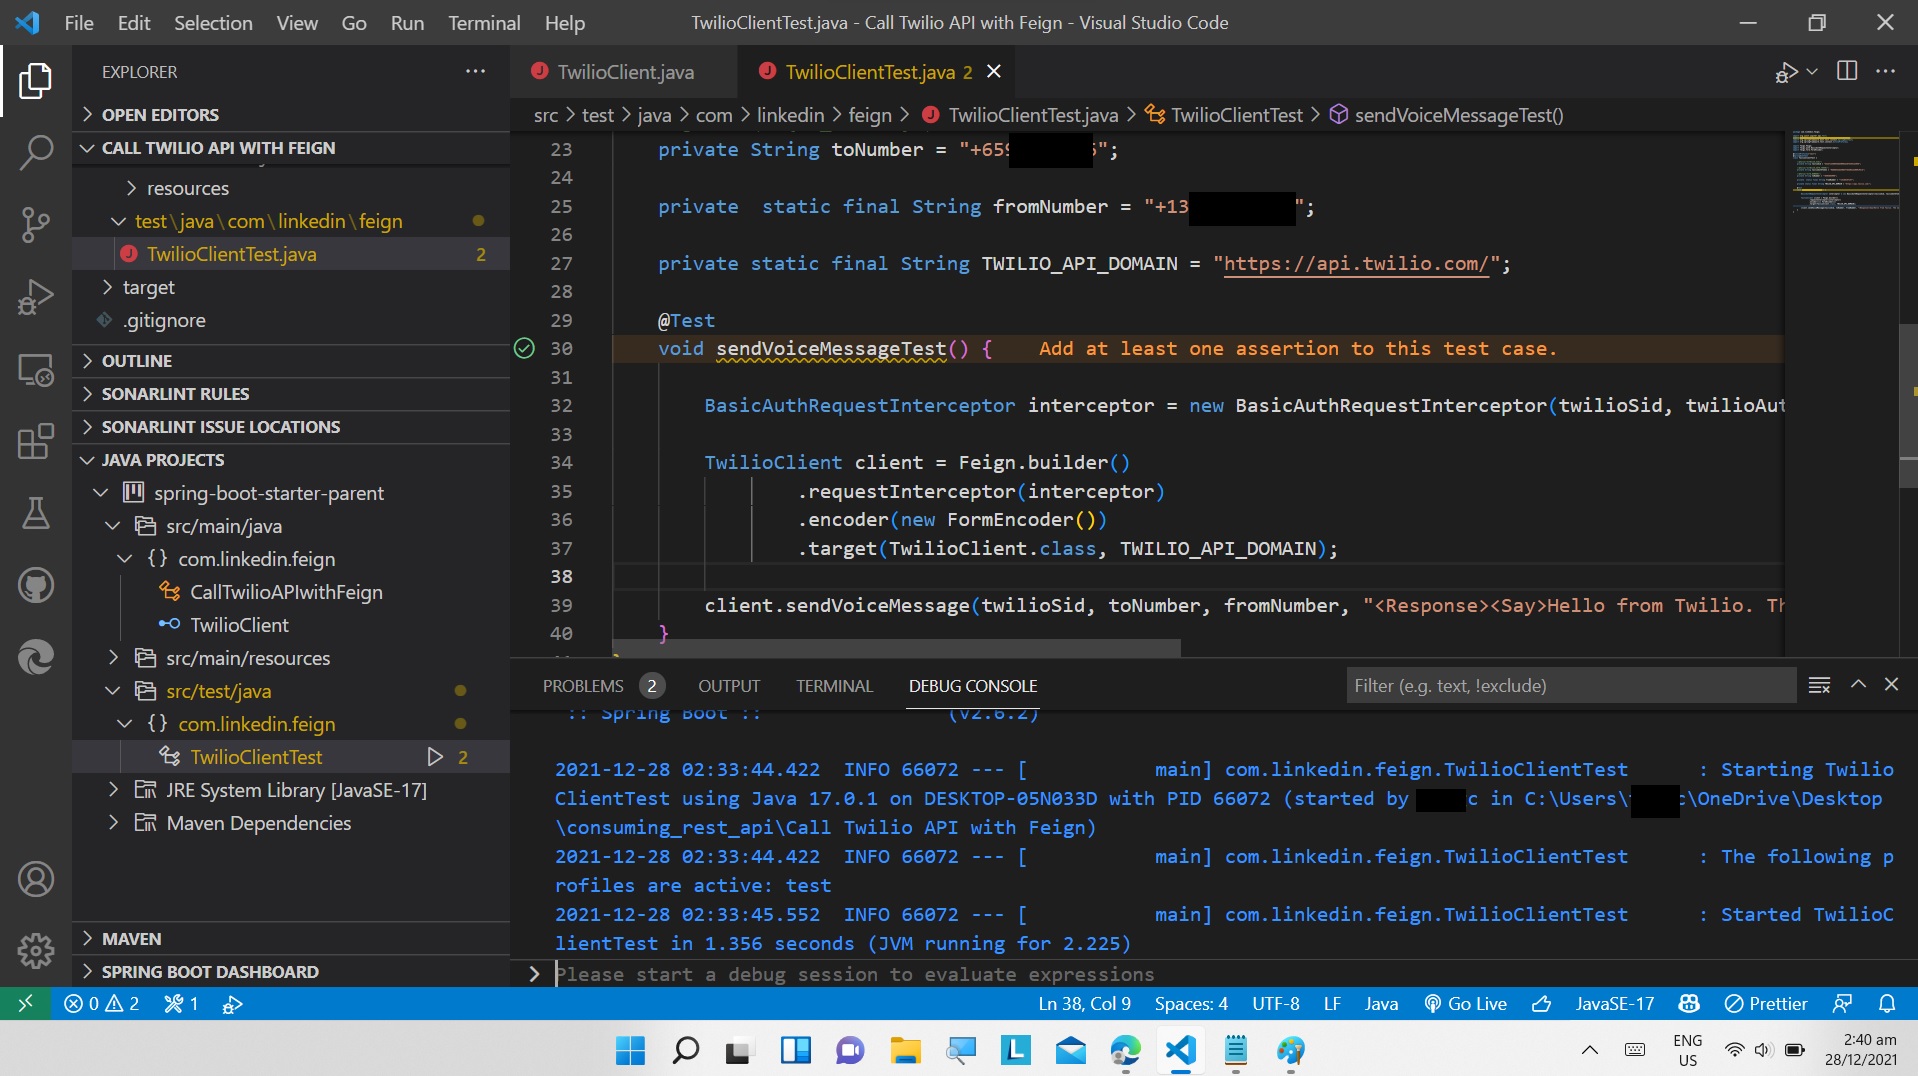 File Edit Selection View Go Run Terminal Help
TwilioClientTest.java - Call Twilio API with Feign - Visual Studio Code
EXPLORER
OPEN EDITORS
CALL TWILIO API WITH FEIGN
resources
test\java\com\linkedin\feign
TwilioClientTest.java 2
target
.gitignore
OUTLINE
SONARLINT RULES
SONARLINT ISSUE LOCATIONS
JAVA PROJECTS
spring-boot-starter-parent
src/main/java
{} com.linkedin.feign
CallTwilioAPIwithFeign
TwilioClient
src/main/resources
src/test/java
{} com.linkedin.feign
TwilioClientTest 2
JRE System Library [JavaSE-17]
Maven Dependencies
MAVEN
SPRING BOOT DASHBOARD
TwilioClient.java
TwilioClientTest.java 2
src > test > java > com > linkedin > feign > TwilioClientTest.java > TwilioClientTest > sendVoiceMessageTest()
23 private String toNumber = "+659
";
24
25 private static final String fromNumber = "+13
";
26
27 private static final String TWILIO_API_DOMAIN = "https://api.twilio.com/";
28
29 @Test
30 void sendVoiceMessageTest() { Add at least one assertion to this test case.
31
32 BasicAuthRequestInterceptor interceptor = new BasicAuthRequestInterceptor(twilioSid, twilioAut
33
34 TwilioClient client = Feign.builder()
35 .requestInterceptor(interceptor)
36 .encoder(new FormEncoder())
37 .target(TwilioClient.class, TWILIO_API_DOMAIN);
38
39 client.sendVoiceMessage(twilioSid, toNumber, fromNumber, "<Response><Say>Hello from Twilio. Th
40 }
PROBLEMS 2 OUTPUT TERMINAL DEBUG CONSOLE
Filter (e.g. text, !exclude)
:: Spring Boot :: (v2.6.2)
2021-12-28 02:33:44.422 INFO 66072 --- [ main] com.linkedin.feign.TwilioClientTest : Starting Twilio
ClientTest using Java 17.0.1 on DESKTOP-05N033D with PID 66072 (started by c in C:\Users\ c\OneDrive\Desktop
\consuming_rest_api\Call Twilio API with Feign)
2021-12-28 02:33:44.422 INFO 66072 --- [ main] com.linkedin.feign.TwilioClientTest : The following p
rofiles are active: test
2021-12-28 02:33:45.552 INFO 66072 --- [ main] com.linkedin.feign.TwilioClientTest : Started TwilioC
lientTest in 1.356 seconds (JVM running for 2.225)
Please start a debug session to evaluate expressions
0 2 1
Ln 38, Col 9 Spaces: 4 UTF-8 LF Java Go Live JavaSE-17 Prettier
L
ENG
US
2:40 am
28/12/2021